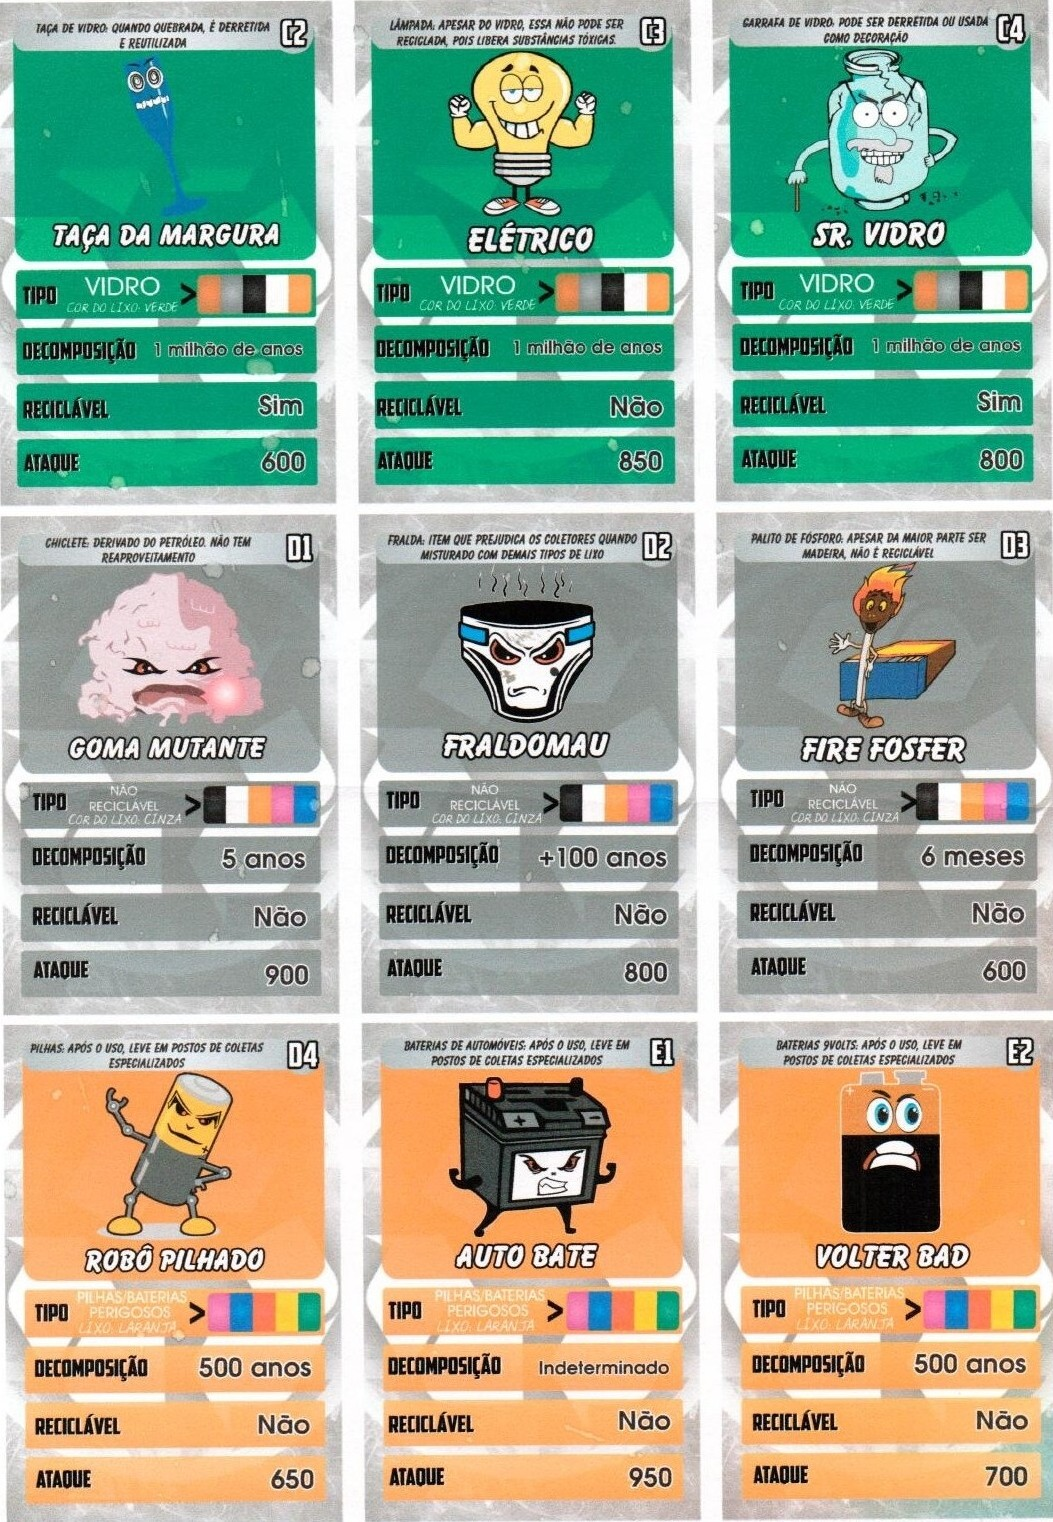 TAÇA DE VIDRO: QUANDO QUEBRADA, É DERRETIDA
E REUTILIZADA
C2
TAÇA DA MARGURA
TIPO VIDRO >
COR DO LIXO: VERDE
DECOMPOSIÇÃO 1 milhão de anos
RECICLÁVEL Sim
ATAQUE 600
LÂMPADA: APESAR DO VIDRO, ESSA NÃO PODE SER
RECICLADA, POIS LIBERA SUBSTÂNCIAS TÓXICAS.
C3
ELÉTRICO
TIPO VIDRO >
COR DO LIXO: VERDE
DECOMPOSIÇÃO 1 milhão de anos
RECICLÁVEL Não
ATAQUE 850
GARRAFA DE VIDRO: PODE SER DERRETIDA OU USADA
COMO DECORAÇÃO
C4
SR. VIDRO
TIPO VIDRO >
COR DO LIXO: VERDE
DECOMPOSIÇÃO 1 milhão de anos
RECICLÁVEL Sim
ATAQUE 800
CHICLETE: DERIVADO DO PETRÓLEO. NÃO TEM
REAPROVEITAMENTO
D1
GOMA MUTANTE
TIPO NÃO
RECICLÁVEL >
COR DO LIXO: CINZA
DECOMPOSIÇÃO 5 anos
RECICLÁVEL Não
ATAQUE 900
FRALDA: ITEM QUE PREJUDICA OS COLETORES QUANDO
MISTURADO COM DEMAIS TIPOS DE LIXO
D2
FRALDOMAU
TIPO NÃO
RECICLÁVEL >
COR DO LIXO: CINZA
DECOMPOSIÇÃO +100 anos
RECICLÁVEL Não
ATAQUE 800
PALITO DE FÓSFORO: APESAR DA MAIOR PARTE SER
MADEIRA, NÃO É RECICLÁVEL
D3
FIRE FOSFER
TIPO NÃO
RECICLÁVEL >
COR DO LIXO: CINZA
DECOMPOSIÇÃO 6 meses
RECICLÁVEL Não
ATAQUE 600
PILHAS: APÓS O USO, LEVE EM POSTOS DE COLETAS
ESPECIALIZADOS
D4
ROBÔ PILHADO
TIPO PILHAS/BATERIAS
PERIGOSOS >
LIXO: LARANJA
DECOMPOSIÇÃO 500 anos
RECICLÁVEL Não
ATAQUE 650
BATERIAS DE AUTOMÓVEIS: APÓS O USO, LEVE EM
POSTOS DE COLETAS ESPECIALIZADOS
E1
AUTO BATE
TIPO PILHAS/BATERIAS
PERIGOSOS >
LIXO: LARANJA
DECOMPOSIÇÃO Indeterminado
RECICLÁVEL Não
ATAQUE 950
BATERIAS 9VOLTS: APÓS O USO, LEVE EM
POSTOS DE COLETAS ESPECIALIZADOS
E2
VOLTER BAD
TIPO PILHAS/BATERIAS
PERIGOSOS >
LIXO: LARANJA
DECOMPOSIÇÃO 500 anos
RECICLÁVEL Não
ATAQUE 700